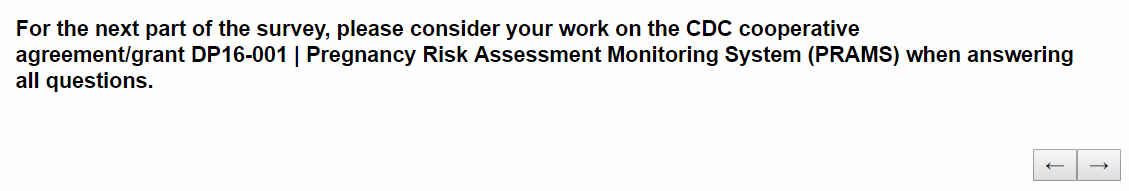 For the next part of the survey, please consider your work on the CDC cooperative
agreement/grant DP16-001 | Pregnancy Risk Assessment Monitoring System (PRAMS) when answering
all questions.
← →